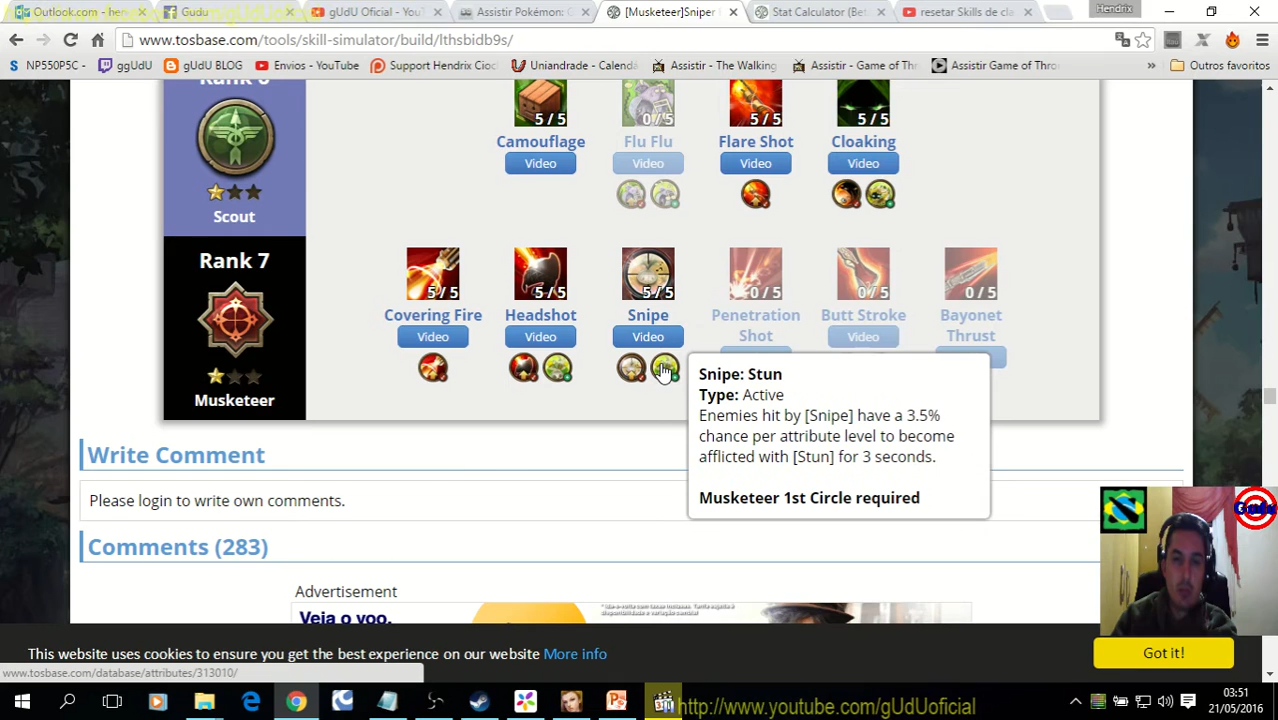 Outlook.com - hen
Gudu
gUdU Oficial - YouT
Assistir Pokémon: G
[Musketeer]Sniper
Stat Calculator (Bet
resetar Skills de cla
Hendrix
www.tosbase.com/tools/skill-simulator/build/lthsbidb9s/
NP550P5C -
ggUdU
gUdU BLOG
Envios - YouTube
Support Hendrix Cioc
Uniandrade - Calendá
Assistir - The Walking
Assistir - Game of Thr
Assistir Game of Thro
»
Outros favoritos
5/5
0/5
5/5
5/5
Camouflage
Flu Flu
Flare Shot
Cloaking
Video
Video
Video
Video
Scout
Rank 7
5/5
5/5
5/5
0/5
0/5
0/5
Covering Fire
Headshot
Snipe
Penetration Shot
Butt Stroke
Bayonet Thrust
Video
Video
Video
Video
Musketeer
Snipe: Stun
Type: Active
Enemies hit by [Snipe] have a 3.5%
chance per attribute level to become
afflicted with [Stun] for 3 seconds.
Musketeer 1st Circle required
Write Comment
Please login to write own comments.
Comments (283)
Advertisement
Veja o voo.
Gudu
This website uses cookies to ensure you get the best experience on our website More info
Got it!
www.tosbase.com/database/attributes/313010/
http://www.youtube.com/gUdUoficial
03:51
21/05/2016